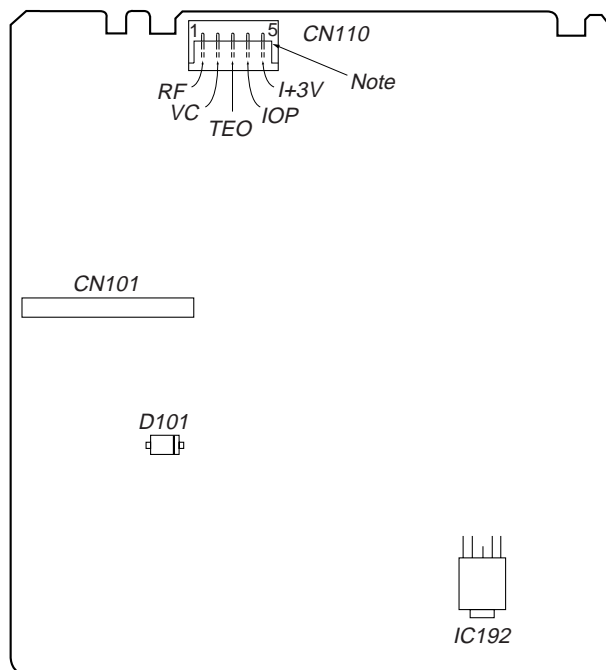 1 5 CN110
Note
RF I+3V
VC IOP
TEO
CN101
D101
IC192